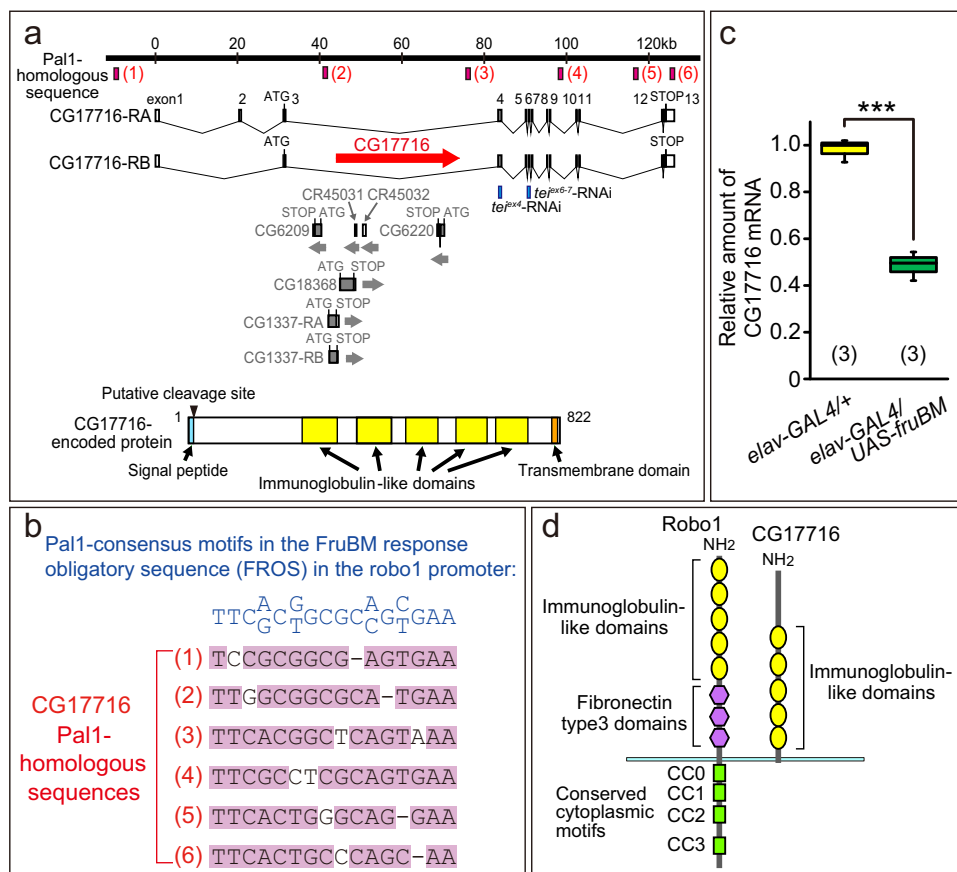 a
0 20 40 60 80 100 120kb
Pal1-
homologous
sequence
(1) (2) (3) (4) (5) (6)
exon1 2 ATG 3 4 5 6 7 8 9 10 11 12 STOP 13
CG17716-RA
ATG CG17716 STOP
CG17716-RB
CR45031 CR45032 tei^ex4-RNAi tei^ex6-7-RNAi
STOP ATG STOP ATG
CG6209 CG6220
ATG STOP
CG18368
ATG STOP
CG1337-RA
ATG STOP
CG1337-RB
Putative cleavage site
1 822
CG17716-
encoded protein
Signal peptide
Immunoglobulin-like domains
Transmembrane domain
b
Pal1-consensus motifs in the FruBM response
obligatory sequence (FROS) in the robo1 promoter:
A G A C
TTC C GCGC G GAA
G T C T
CG17716
Pal1-
homologous
sequences
(1) TCCGCGGCG-AGTGAA
(2) TTGGCGGCGCA-TGAA
(3) TTCACGGCTCAGTAAA
(4) TTCGCCTCGCAGTGAA
(5) TTCACTGGGCAG-GAA
(6) TTCACTGCCCAGC-AA
c
Relative amount of
CG17716 mRNA
1.0
0.8
0.6
0.4
0.2
0
***
(3) (3)
elav-GAL4/+
elav-GAL4/
UAS-fruBM
d
Robo1
NH2
CG17716
NH2
Immunoglobulin-
like domains
Immunoglobulin-
like domains
Fibronectin
type3 domains
Conserved
cytoplasmic
motifs
CC0
CC1
CC2
CC3